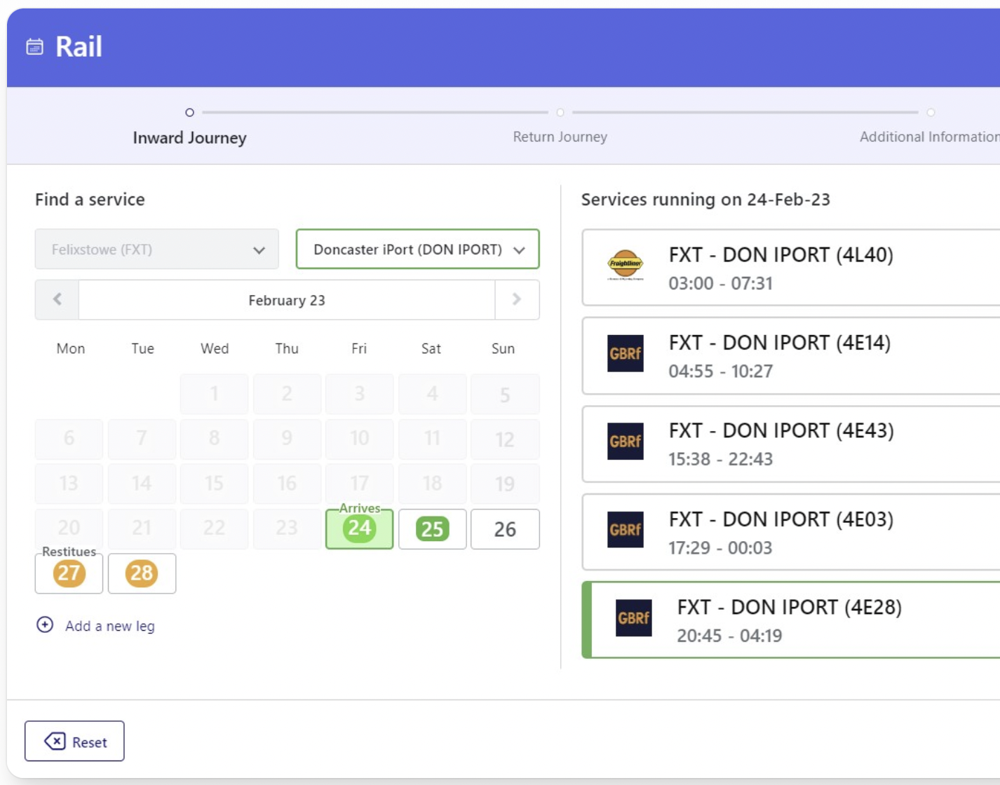 Rail
Inward Journey
Return Journey
Additional Information
Find a service
Felixstowe (FXT)
Doncaster iPort (DON IPORT)
February 23
Mon Tue Wed Thu Fri Sat Sun
1 2 3 4 5
6 7 8 9 10 11 12
13 14 15 16 17 18 19
Arrives
20 21 22 23 24 25 26
Restitues
27 28
Add a new leg
Services running on 24-Feb-23
Freightliner
FXT - DON IPORT (4L40)
03:00 - 07:31
GBRf
FXT - DON IPORT (4E14)
04:55 - 10:27
GBRf
FXT - DON IPORT (4E43)
15:38 - 22:43
GBRf
FXT - DON IPORT (4E03)
17:29 - 00:03
GBRf
FXT - DON IPORT (4E28)
20:45 - 04:19
Reset